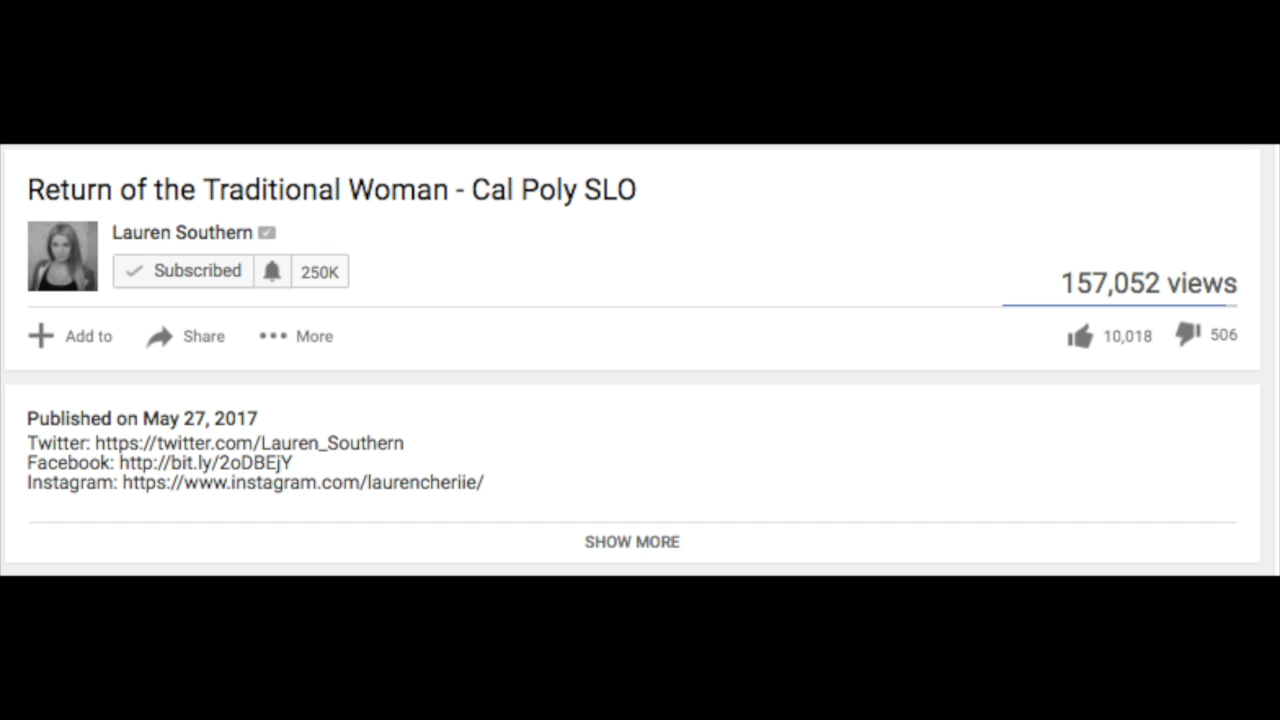 Return of the Traditional Woman - Cal Poly SLO
Lauren Southern
Subscribed 250K
157,052 views
Add to Share More 10,018 506
Published on May 27, 2017
Twitter: https://twitter.com/Lauren_Southern
Facebook: http://bit.ly/2oDBEjY
Instagram: https://www.instagram.com/laurencheriie/
SHOW MORE